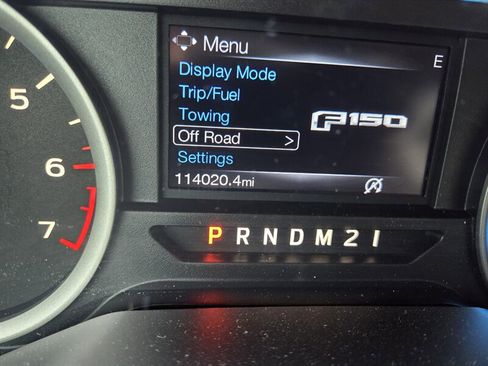 Menu
E
Display Mode
Trip/Fuel
Towing
F150
Off Road >
Settings
114020.4mi
5
6
7
P R N D M 2 1